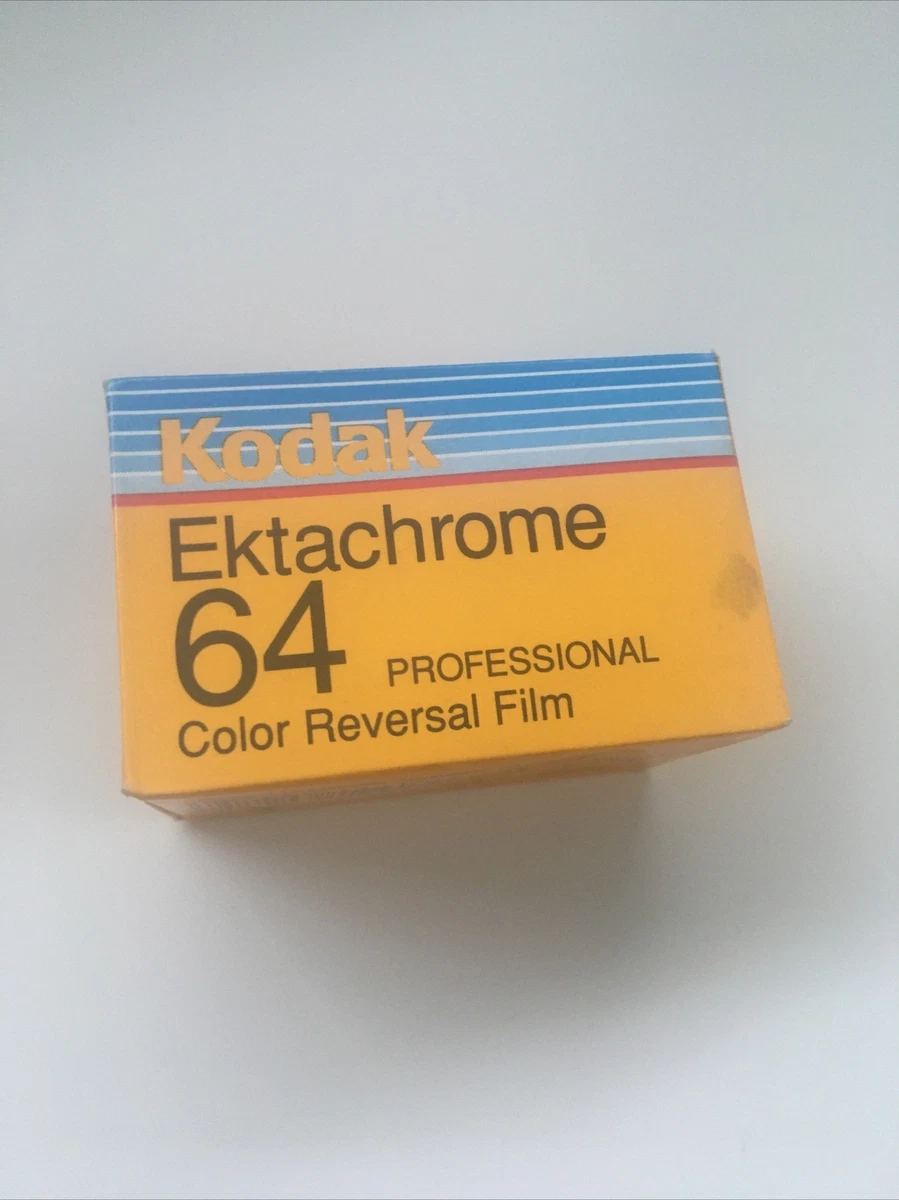 Kodak
Ektachrome
64 PROFESSIONAL
Color Reversal Film